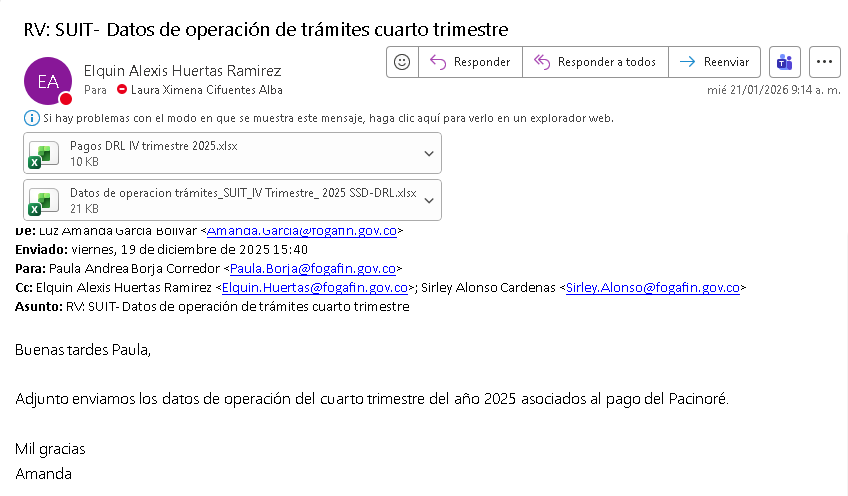 RV: SUIT- Datos de operación de trámites cuarto trimestre
EA
Elquin Alexis Huertas Ramirez
Para Laura Ximena Cifuentes Alba
Responder
Responder a todos
Reenviar
mié 21/01/2026 9:14 a. m.
Si hay problemas con el modo en que se muestra este mensaje, haga clic aquí para verlo en un explorador web.
Pagos DRL IV trimestre 2025.xlsx
10 KB
Datos de operacion trámites_SUIT_IV Trimestre_ 2025 SSD-DRL.xlsx
21 KB
De: Luz Amanda García Bolívar <Amanda.Garcia@fogafin.gov.co>
Enviado: viernes, 19 de diciembre de 2025 15:40
Para: Paula Andrea Borja Corredor <Paula.Borja@fogafin.gov.co>
Cc: Elquin Alexis Huertas Ramirez <Elquin.Huertas@fogafin.gov.co>; Sirley Alonso Cardenas <Sirley.Alonso@fogafin.gov.co>
Asunto: RV: SUIT- Datos de operación de trámites cuarto trimestre
Buenas tardes Paula,
Adjunto enviamos los datos de operación del cuarto trimestre del año 2025 asociados al pago del Pacinoré.
Mil gracias
Amanda